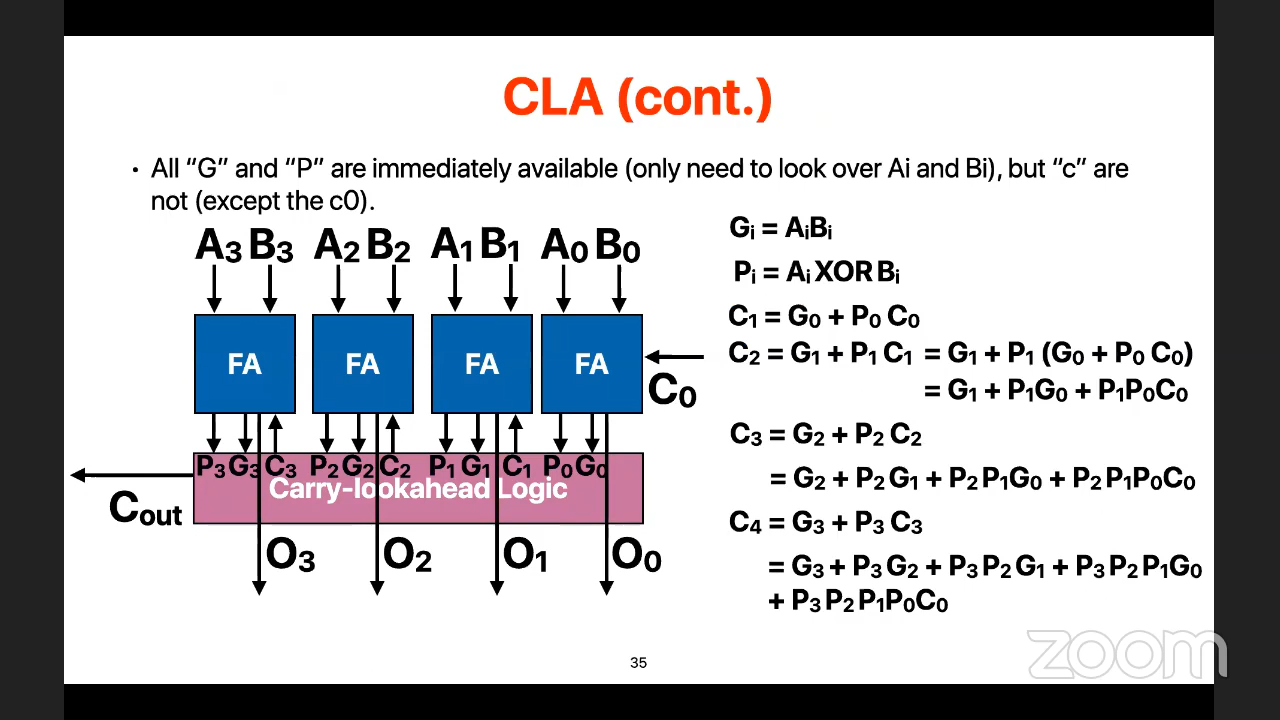 CLA (cont.)
• All “G” and “P” are immediately available (only need to look over Ai and Bi), but “c” are
not (except the c0).
A₃ B₃ A₂ B₂ A₁ B₁ A₀ B₀
FA FA FA FA
C₀
P₃ G₃ C₃ P₂ G₂ C₂ P₁ G₁ C₁ P₀ G₀
Carry-lookahead Logic
Cout
O₃ O₂ O₁ O₀
Gᵢ = AᵢBᵢ
Pᵢ = Aᵢ XOR Bᵢ
C₁ = G₀ + P₀ C₀
C₂ = G₁ + P₁ C₁ = G₁ + P₁ (G₀ + P₀ C₀)
= G₁ + P₁G₀ + P₁P₀C₀
C₃ = G₂ + P₂ C₂
= G₂ + P₂ G₁ + P₂ P₁G₀ + P₂ P₁P₀C₀
C₄ = G₃ + P₃ C₃
= G₃ + P₃ G₂ + P₃ P₂ G₁ + P₃ P₂ P₁G₀
+ P₃ P₂ P₁P₀C₀
35
zoom